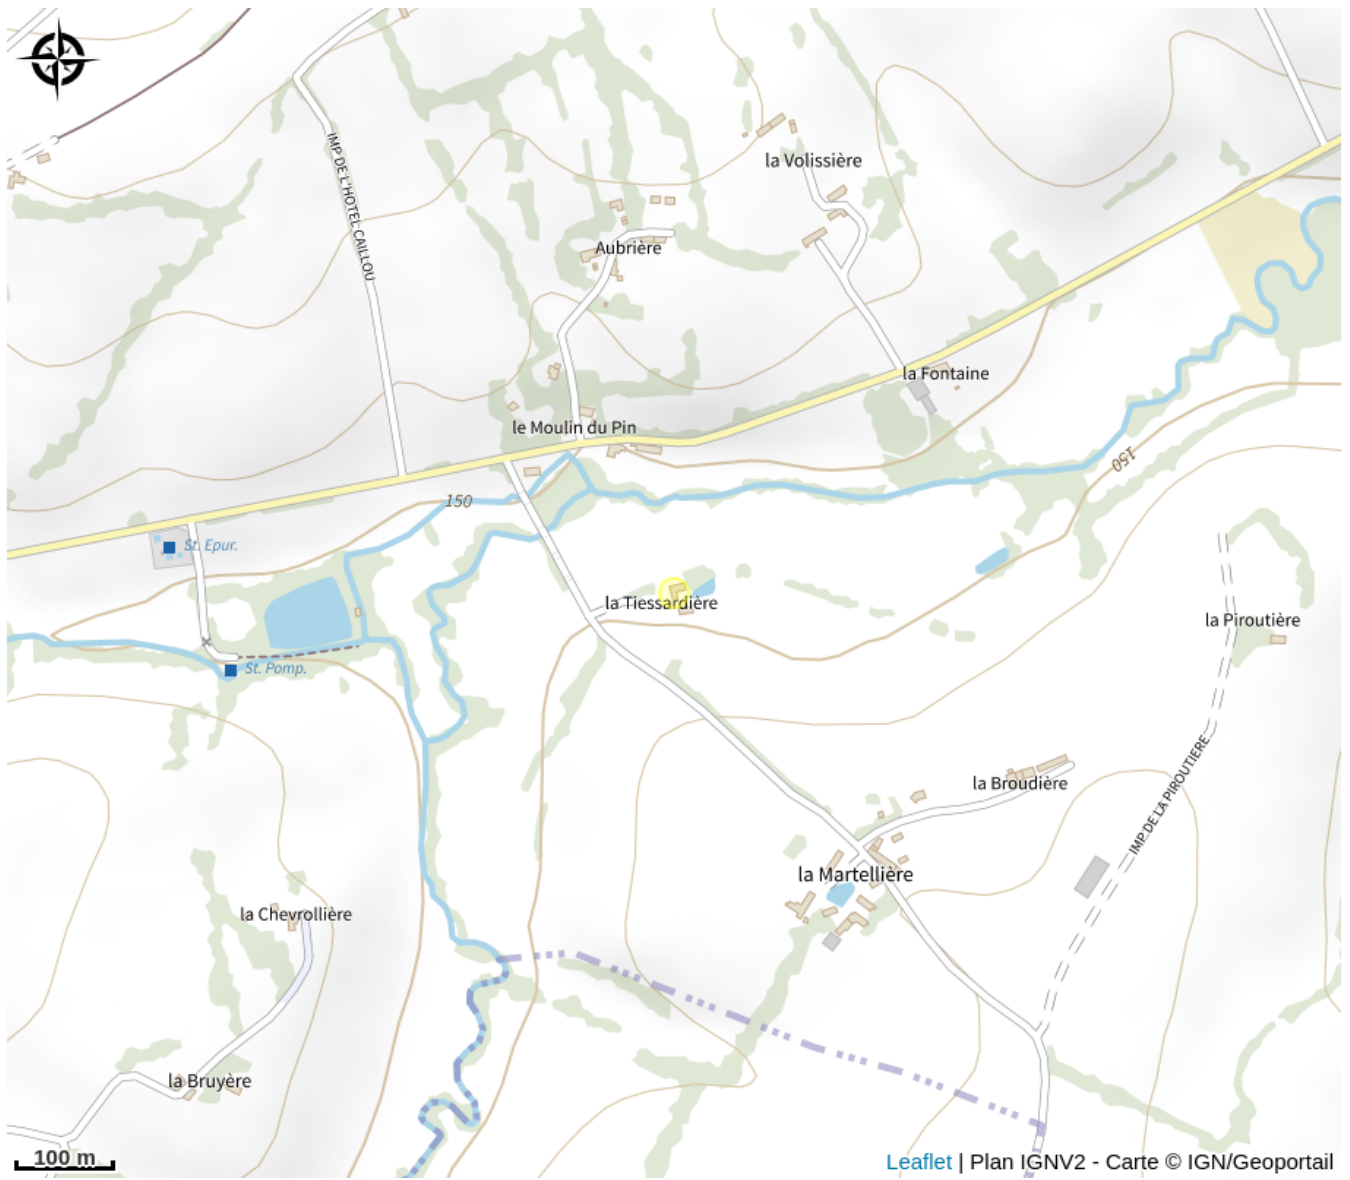 la Volissière
IMP DE L'HOTEL CAILLOU
Aubrière
la Fontaine
le Moulin du Pin
150
150
St. Epur.
la Tiessardière
la Piroutière
St. Pomp.
la Broudière
IMP DE LA PIROUTIERE
la Martellière
la Chevrollière
la Bruyère
100 m
Leaflet | Plan IGNV2 - Carte © IGN/Geoportail